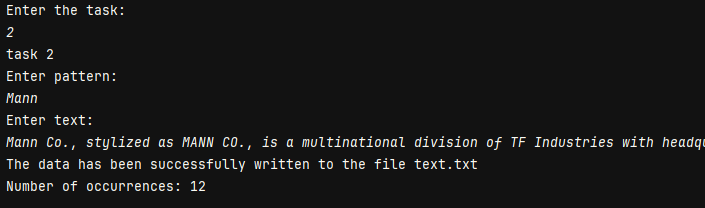 Enter the task:
2
task 2
Enter pattern:
Mann
Enter text:
Mann Co., stylized as MANN CO., is a multinational division of TF Industries with
The data has been successfully written to the file text.txt
Number of occurrences: 12